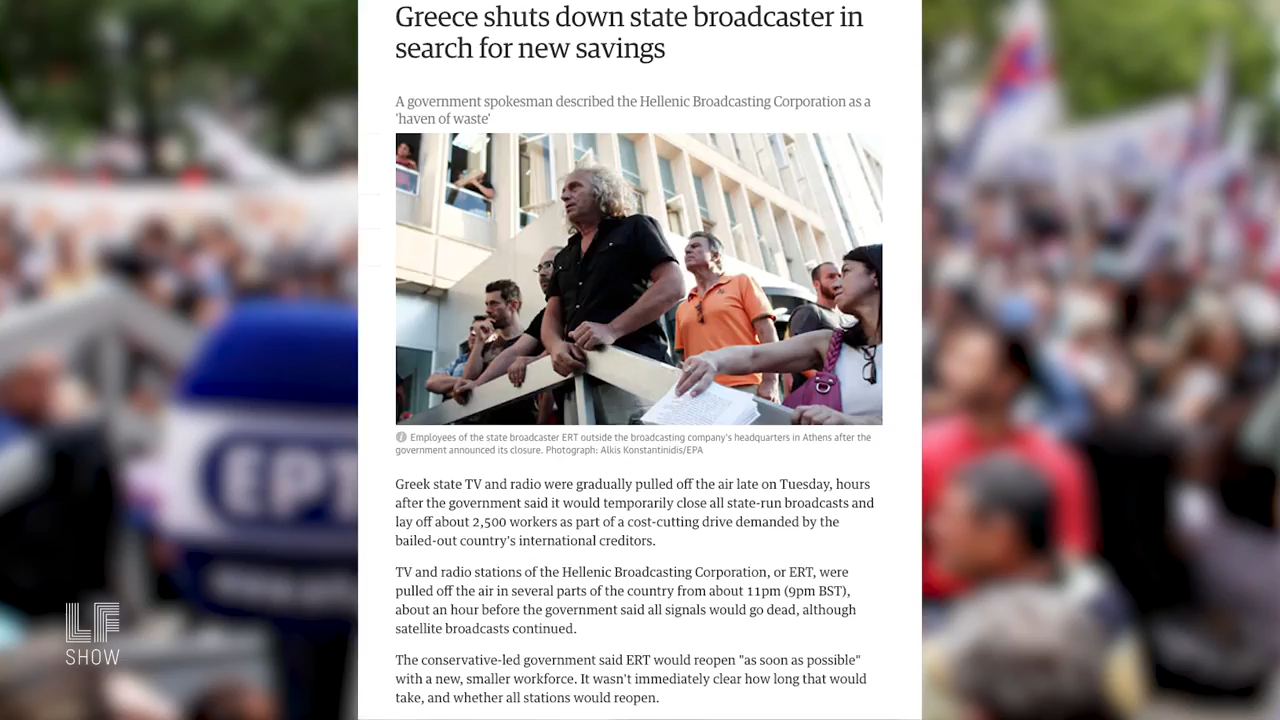 Greece shuts down state broadcaster in
search for new savings
A government spokesman described the Hellenic Broadcasting Corporation as a
'haven of waste'
Employees of the state broadcaster ERT outside the broadcasting company's headquarters in Athens after the
government announced its closure. Photograph: Alkis Konstantinidis/EPA
Greek state TV and radio were gradually pulled off the air late on Tuesday, hours
after the government said it would temporarily close all state-run broadcasts and
lay off about 2,500 workers as part of a cost-cutting drive demanded by the
bailed-out country's international creditors.
TV and radio stations of the Hellenic Broadcasting Corporation, or ERT, were
pulled off the air in several parts of the country from about 11pm (9pm BST),
about an hour before the government said all signals would go dead, although
satellite broadcasts continued.
The conservative-led government said ERT would reopen "as soon as possible"
with a new, smaller workforce. It wasn't immediately clear how long that would
take, and whether all stations would reopen.
ΕΡΤ
LF
SHOW